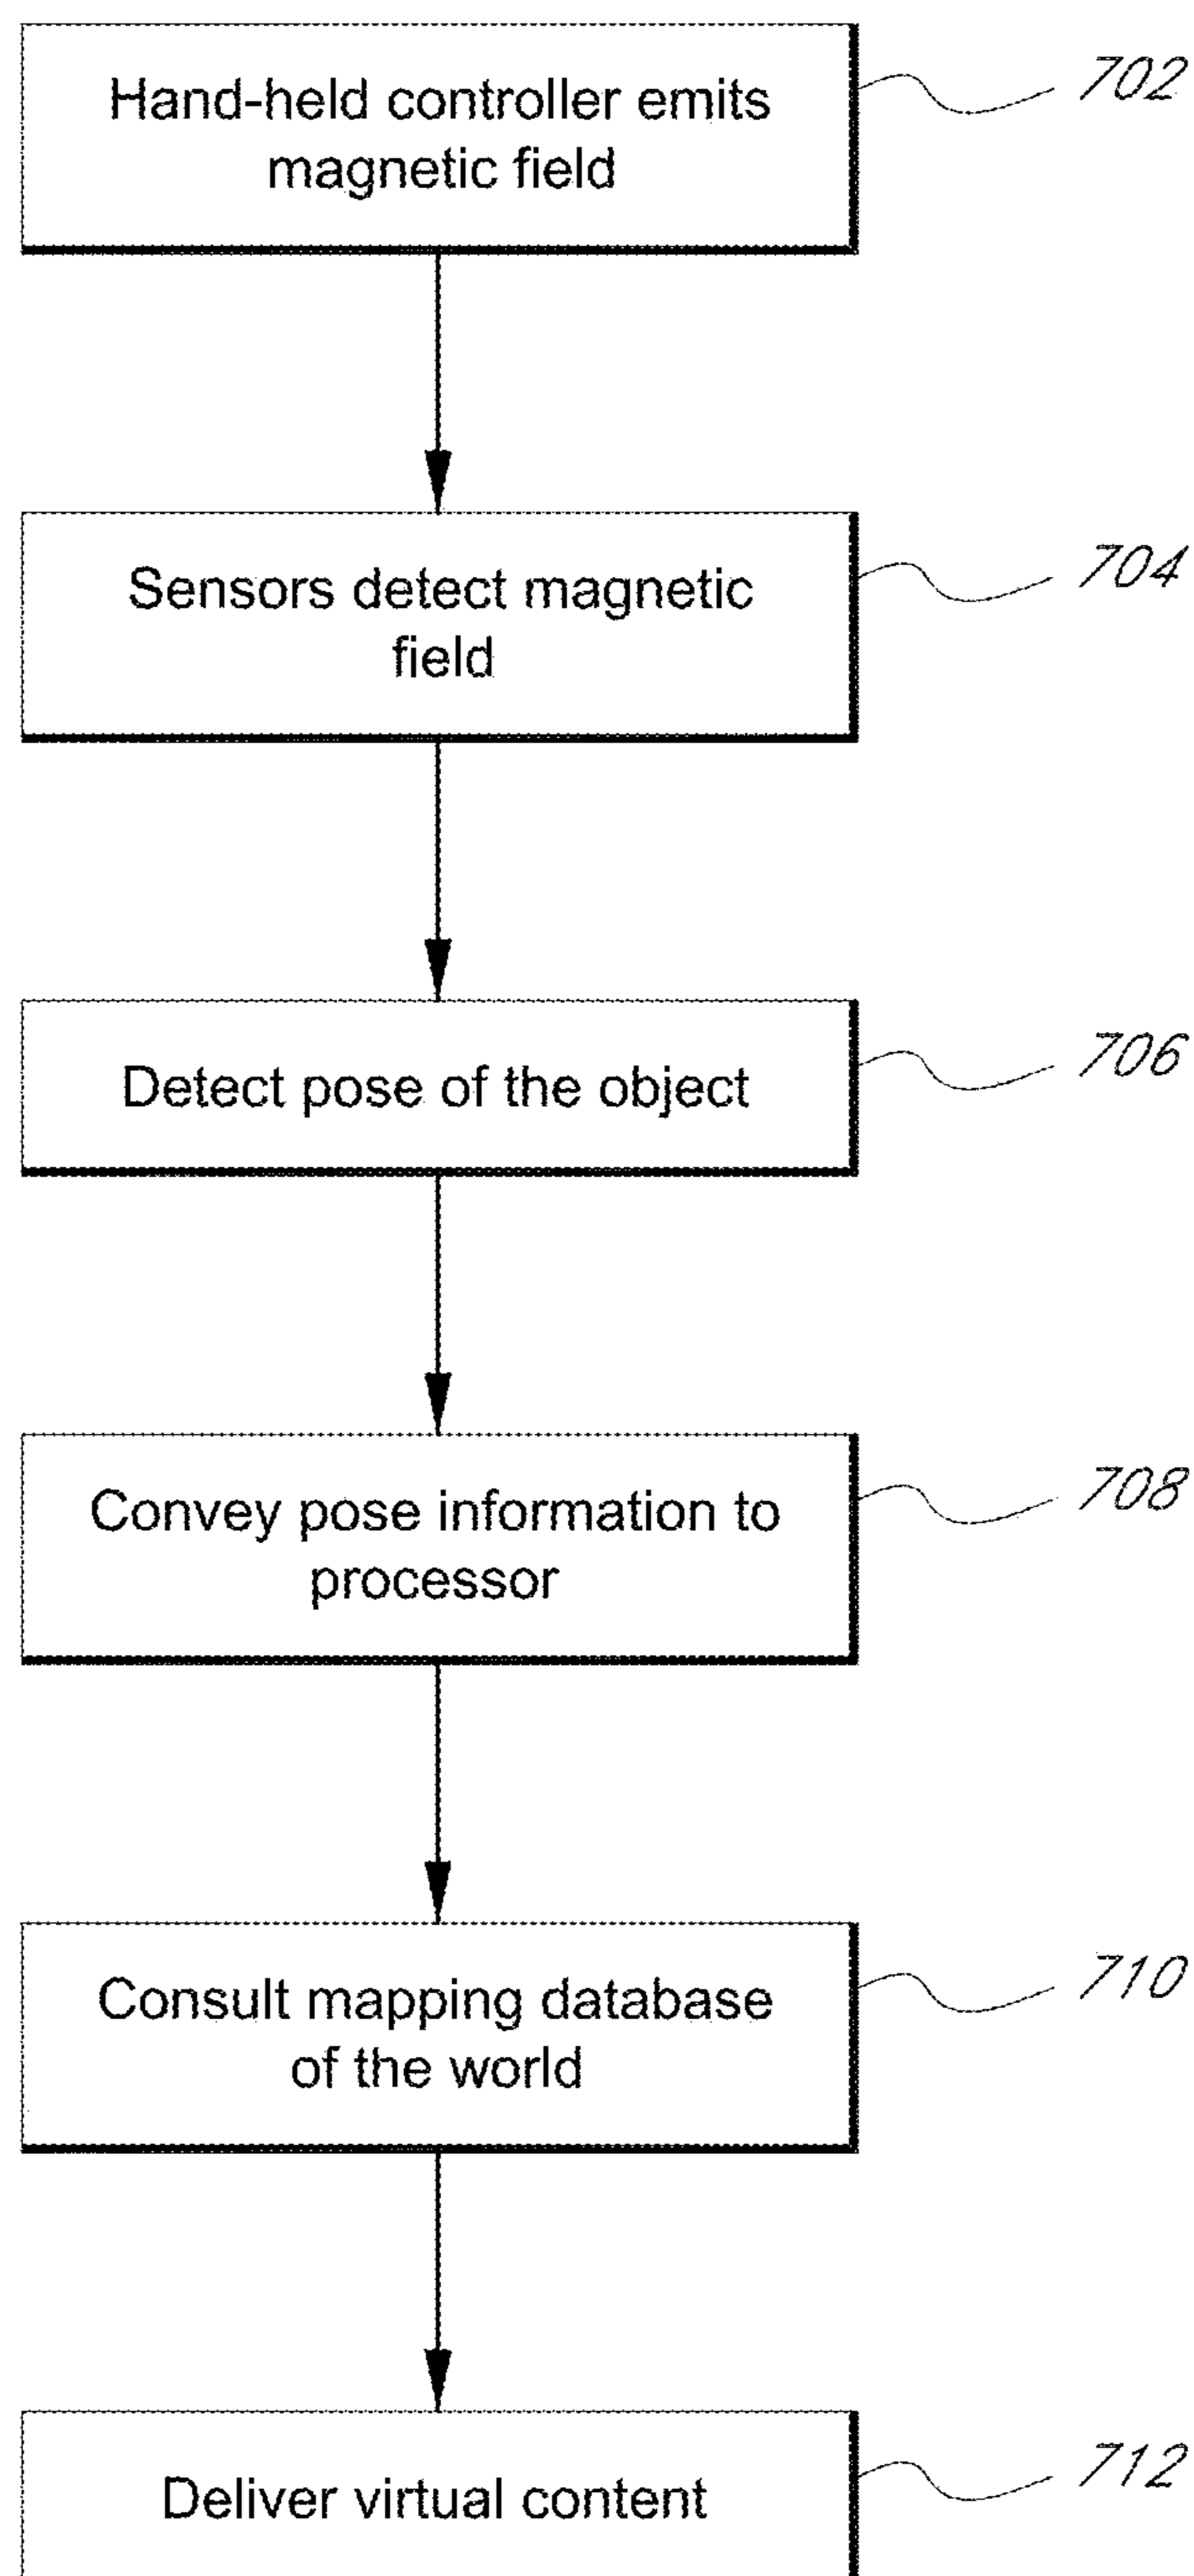 Hand-held controller emits
magnetic field
702
Sensors detect magnetic
field
704
Detect pose of the object
706
Convey pose information to
processor
708
Consult mapping database
of the world
710
Deliver virtual content
712